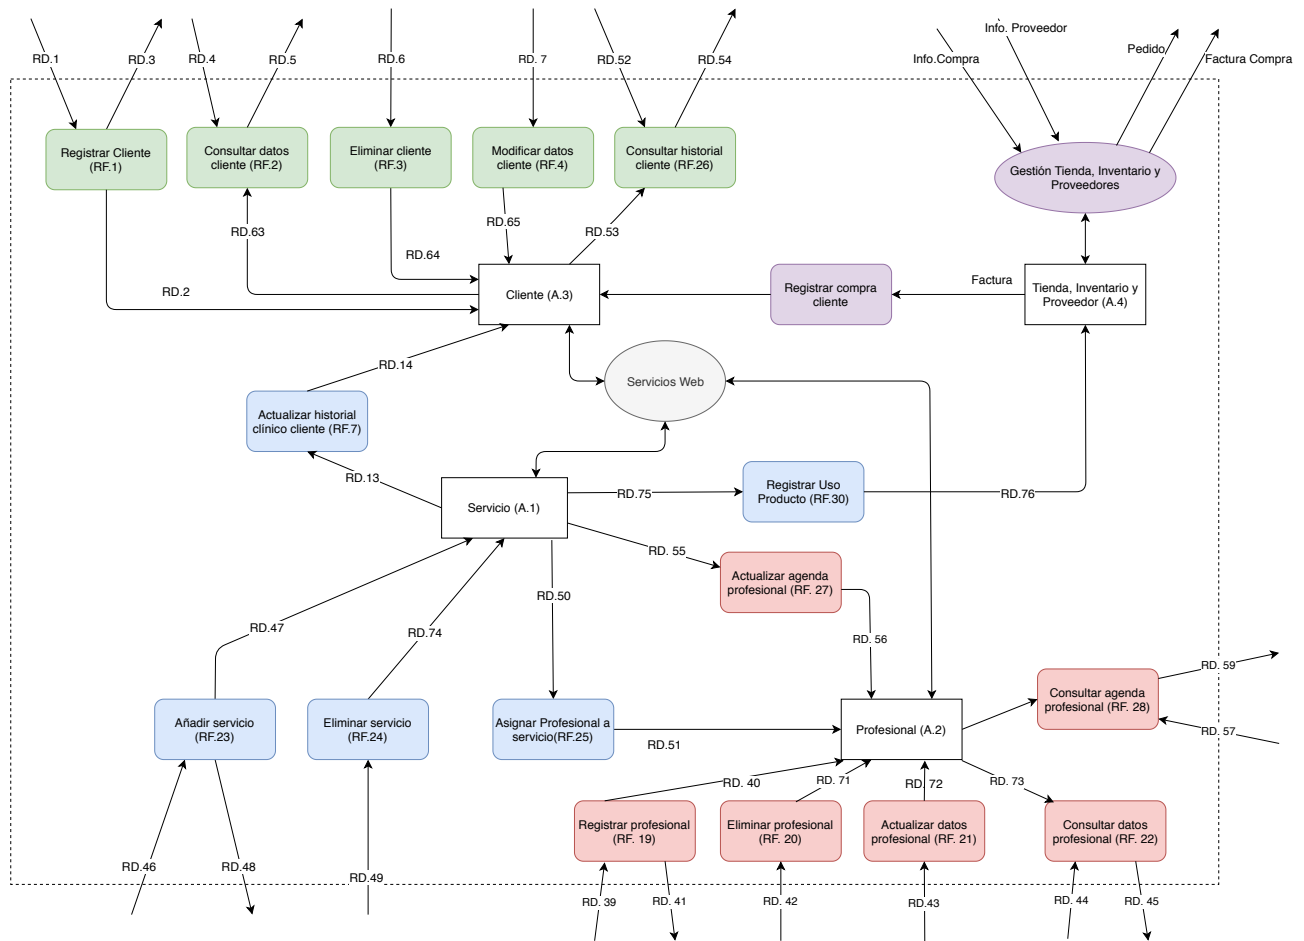 Info. Proveedor
RD.1
RD.3
RD.4
RD.5
RD.6
RD. 7
RD.52
RD.54
Info.Compra
Pedido
Factura Compra
Registrar Cliente
(RF.1)
Consultar datos
cliente (RF.2)
Eliminar cliente
(RF.3)
Modificar datos
cliente (RF.4)
Consultar historial
cliente (RF.26)
Gestión Tienda, Inventario y
Proveedores
RD.63
RD.65
RD.53
RD.64
RD.2
Cliente (A.3)
Registrar compra
cliente
Factura
Tienda, Inventario y
Proveedor (A.4)
RD.14
Servicios Web
Actualizar historial
clínico cliente (RF.7)
RD.13
Servicio (A.1)
RD.75
Registrar Uso
Producto (RF.30)
RD.76
RD. 55
Actualizar agenda
profesional (RF. 27)
RD.50
RD.47
RD.74
RD. 56
RD. 59
Añadir servicio
(RF.23)
Eliminar servicio
(RF.24)
Asignar Profesional a
servicio(RF.25)
RD.51
Profesional (A.2)
Consultar agenda
profesional (RF. 28)
RD. 57
RD. 40
RD. 71
RD. 72
RD. 73
Registrar profesional
(RF. 19)
Eliminar profesional
(RF. 20)
Actualizar datos
profesional (RF. 21)
Consultar datos
profesional (RF. 22)
RD.46
RD.48
RD.49
RD. 39
RD. 41
RD. 42
RD.43
RD. 44
RD. 45